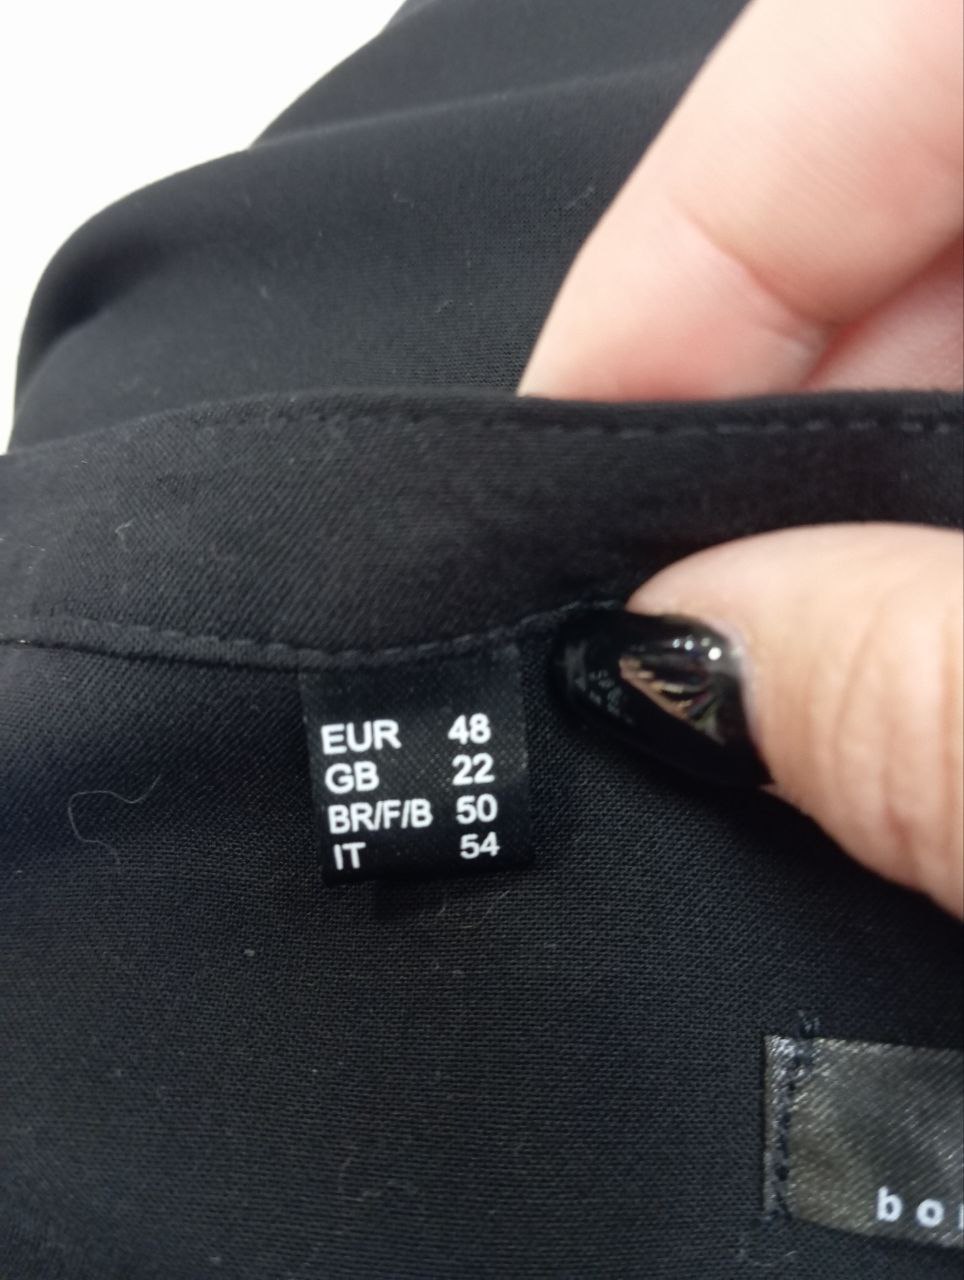 EUR 48
GB 22
BR/F/B 50
IT 54